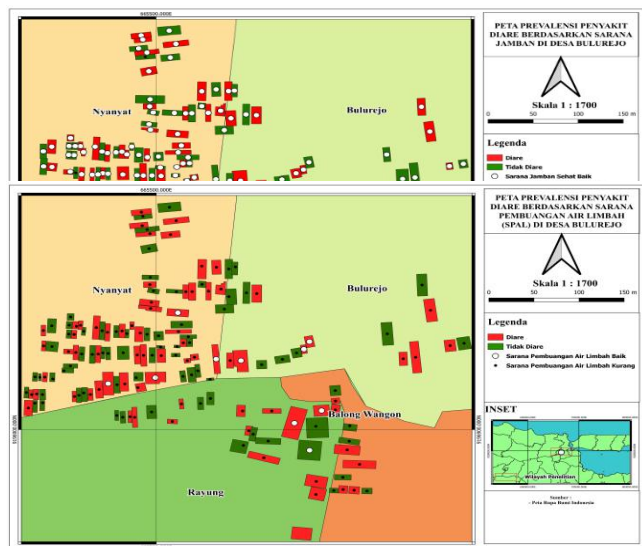 665500.000E
PETA PREVALENSI PENYAKIT
DIARE BERDASARKAN SARANA
JAMBAN DI DESA BULUREJO
Skala 1 : 1700
0 50 100 150 m
Legenda
Diare
Tidak Diare
Sarana Jamban Sehat Baik
Nyanyat
Bulurejo
665500.000E
PETA PREVALENSI PENYAKIT
DIARE BERDASARKAN SARANA
PEMBUANGAN AIR LIMBAH
(SPAL) DI DESA BULUREJO
Skala 1 : 1700
0 50 100 150 m
Legenda
Diare
Tidak Diare
Sarana Pembuangan Air Limbah Baik
Sarana Pembuangan Air Limbah Kurang
Nyanyat
Bulurejo
Balong Wangon
Rayung
INSET
Wilayah Penelitian
Sumber :
- Peta Rupa Bumi Indonesia